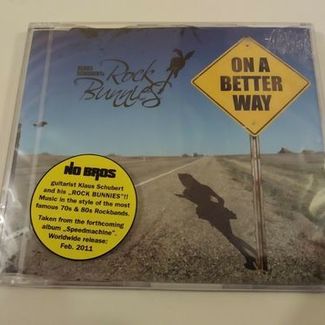 Rock
Bunnies
ON A
BETTER
WAY
NO BROS
guitarist Klaus Schubert
and his „ROCK BUNNIES"!!
Music in the style of the most
famous 70s & 80s Rockbands.
Taken from the forthcoming
album „Speedmachine".
Worldwide release:
Feb. 2011